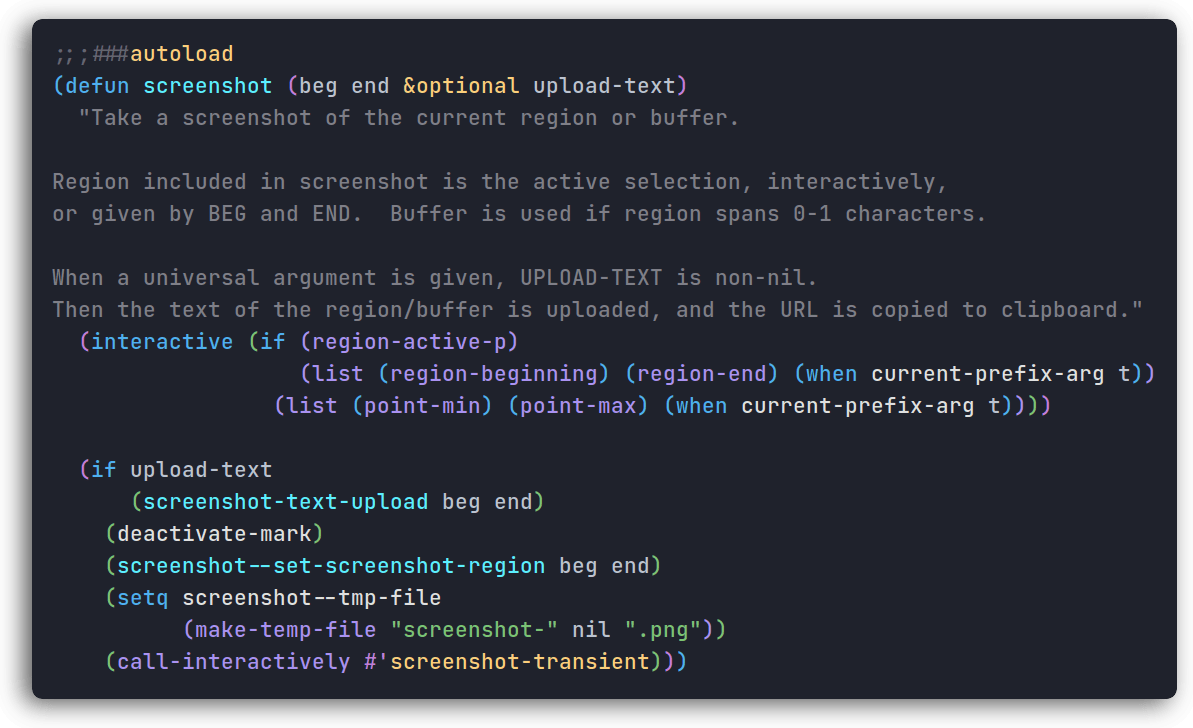 ;;;###autoload
(defun screenshot (beg end &optional upload-text)
  "Take a screenshot of the current region or buffer.

Region included in screenshot is the active selection, interactively,
or given by BEG and END.  Buffer is used if region spans 0-1 characters.

When a universal argument is given, UPLOAD-TEXT is non-nil.
Then the text of the region/buffer is uploaded, and the URL is copied to clipboard."
  (interactive (if (region-active-p)
                   (list (region-beginning) (region-end) (when current-prefix-arg t))
                 (list (point-min) (point-max) (when current-prefix-arg t))))

  (if upload-text
      (screenshot-text-upload beg end)
    (deactivate-mark)
    (screenshot--set-screenshot-region beg end)
    (setq screenshot--tmp-file
          (make-temp-file "screenshot-" nil ".png"))
    (call-interactively #'screenshot-transient)))